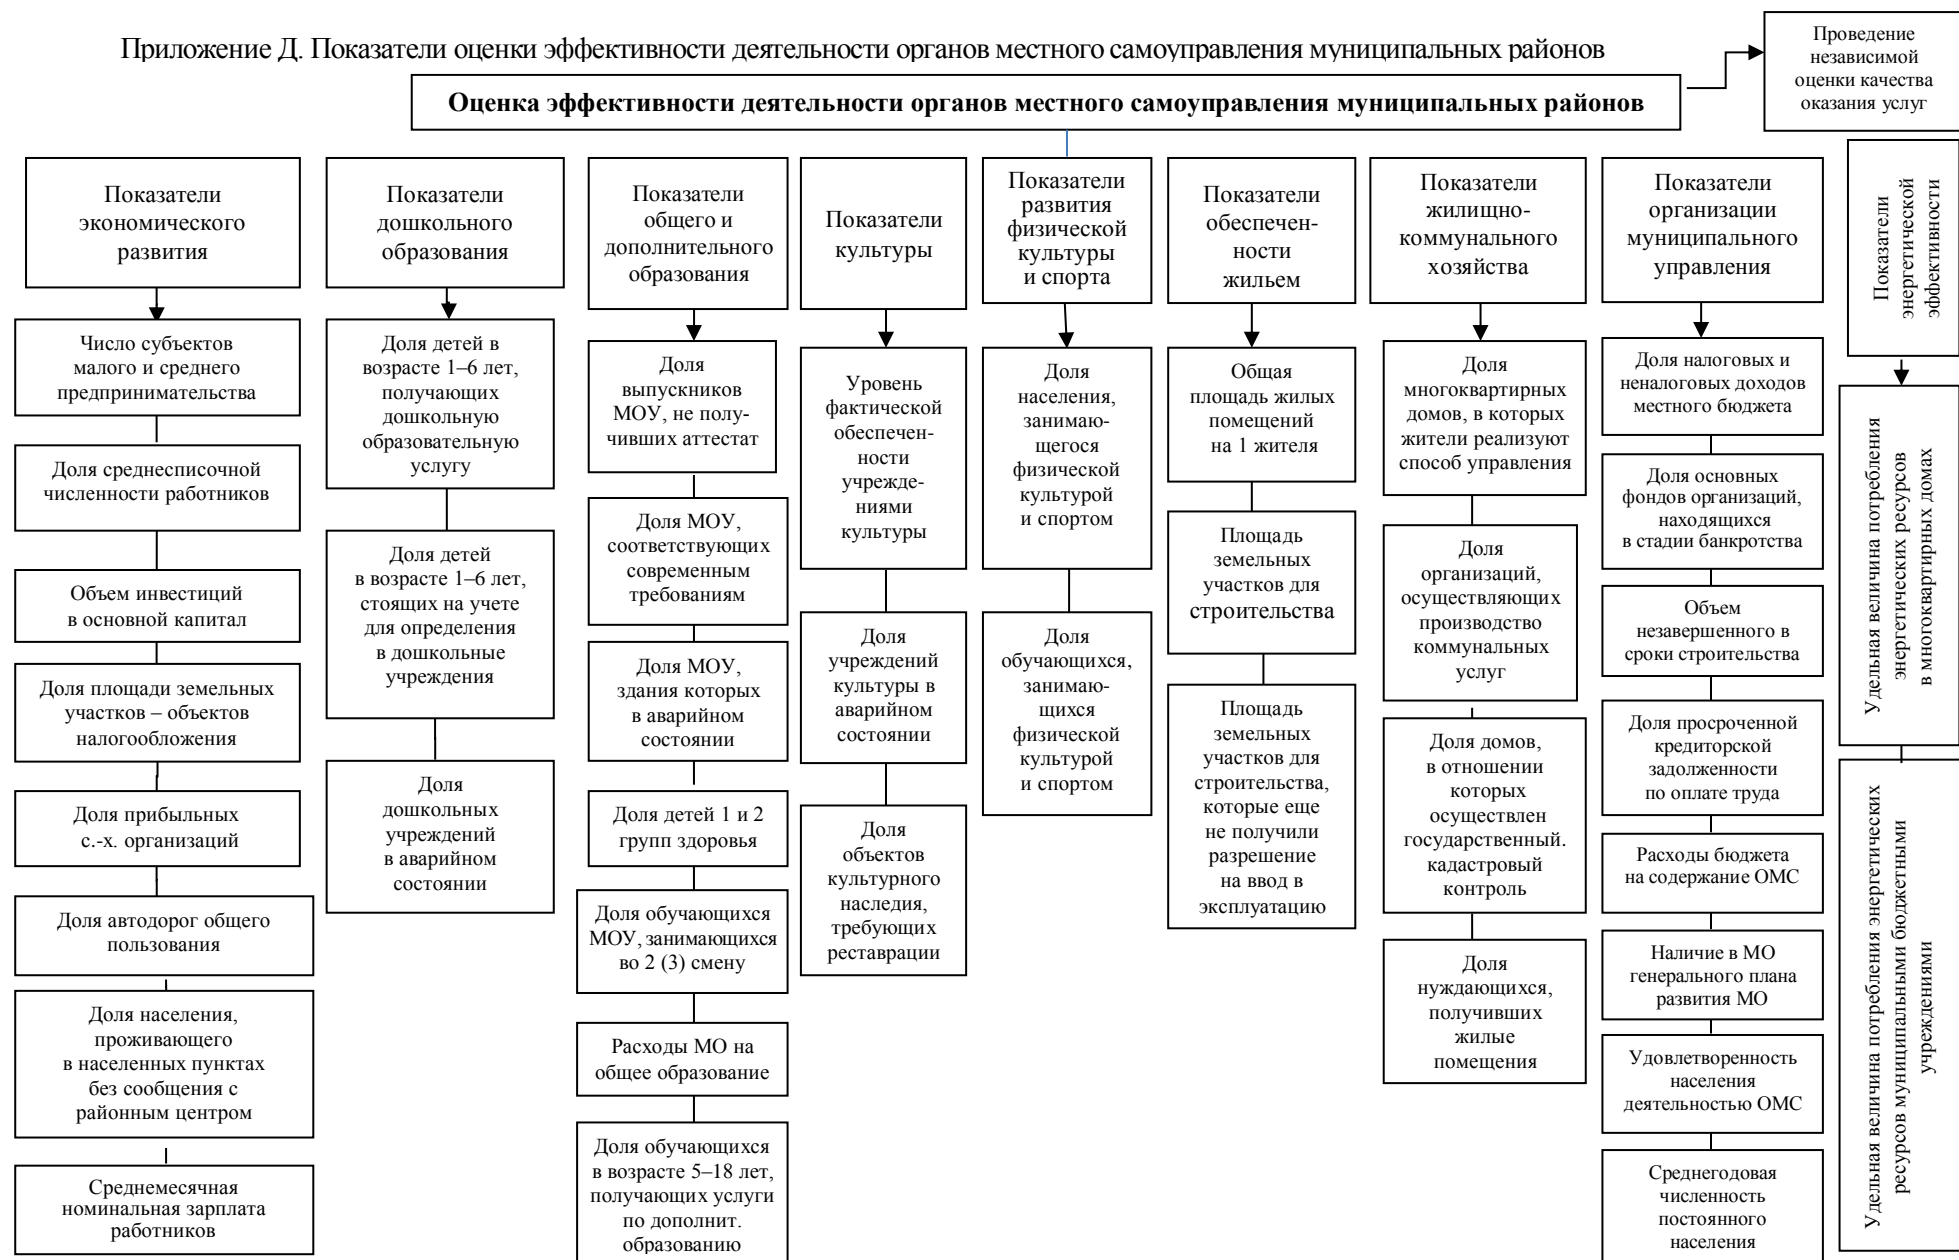 Приложение Д. Показатели оценки эффективности деятельности органов местного самоуправления муниципальных районов
Проведение
независимой
оценки качества
оказания услуг
Оценка эффективности деятельности органов местного самоуправления муниципальных районов
Показатели
экономического
развития
Число субъектов
малого и среднего
предпринимательства
Доля среднесписочной
численности работников
Объем инвестиций
в основной капитал
Доля площади земельных
участков – объектов
налогообложения
Доля прибыльных
с.-х. организаций
Доля автодорог общего
пользования
Доля населения,
проживающего
в населенных пунктах
без сообщения с
районным центром
Среднемесячная
номинальная зарплата
работников
Показатели
дошкольного
образования
Доля детей в
возрасте 1–6 лет,
получающих
дошкольную
образовательную
услугу
Доля детей
в возрасте 1–6 лет,
стоящих на учете
для определения
в дошкольные
учреждения
Доля
дошкольных
учреждений
в аварийном
состоянии
Показатели
общего и
дополнительного
образования
Доля
выпускников
МОУ, не полу-
чивших аттестат
Доля МОУ,
соответствующих
современным
требованиям
Доля МОУ,
здания которых
в аварийном
состоянии
Доля детей 1 и 2
групп здоровья
Доля обучающихся
МОУ, занимающихся
во 2 (3) смену
Расходы МО на
общее образование
Доля обучающихся
в возрасте 5–18 лет,
получающих услуги
по дополнит.
образованию
Показатели
культуры
Уровень
фактической
обеспечен-
ности
учрежде-
ниями
культуры
Доля
учреждений
культуры в
аварийном
состоянии
Доля
объектов
культурного
наследия,
требующих
реставрации
Показатели
развития
физической
культуры
и спорта
Доля
населения,
занимаю-
щегося
физической
культурой
и спортом
Доля
обучающихся,
занимаю-
щихся
физической
культурой
и спортом
Показатели
обеспечен-
ности
жильем
Общая
площадь жилых
помещений
на 1 жителя
Площадь
земельных
участков для
строительства
Площадь
земельных
участков для
строительства,
которые еще
не получили
разрешение
на ввод в
эксплуатацию
Показатели
жилищно-
коммунального
хозяйства
Доля
многоквартирных
домов, в которых
жители реализуют
способ управления
Доля
организаций,
осуществляющих
производство
коммунальных
услуг
Доля домов,
в отношении
которых
осуществлен
государственный.
кадастровый
контроль
Доля
нуждающихся,
получивших
жилые
помещения
Показатели
организации
муниципального
управления
Доля налоговых и
неналоговых доходов
местного бюджета
Доля основных
фондов организаций,
находящихся
в стадии банкротства
Объем
незавершенного в
сроки строительства
Доля просроченной
кредиторской
задолженности
по оплате труда
Расходы бюджета
на содержание ОМС
Наличие в МО
генерального плана
развития МО
Удовлетворенность
населения
деятельностью ОМС
Среднегодовая
численность
постоянного
населения
Показатели
энергетической
эффективности
Удельная величина потребления
энергетических ресурсов
в многоквартирных домах
Удельная величина потребления энергетических
ресурсов муниципальными бюджетными
учреждениями